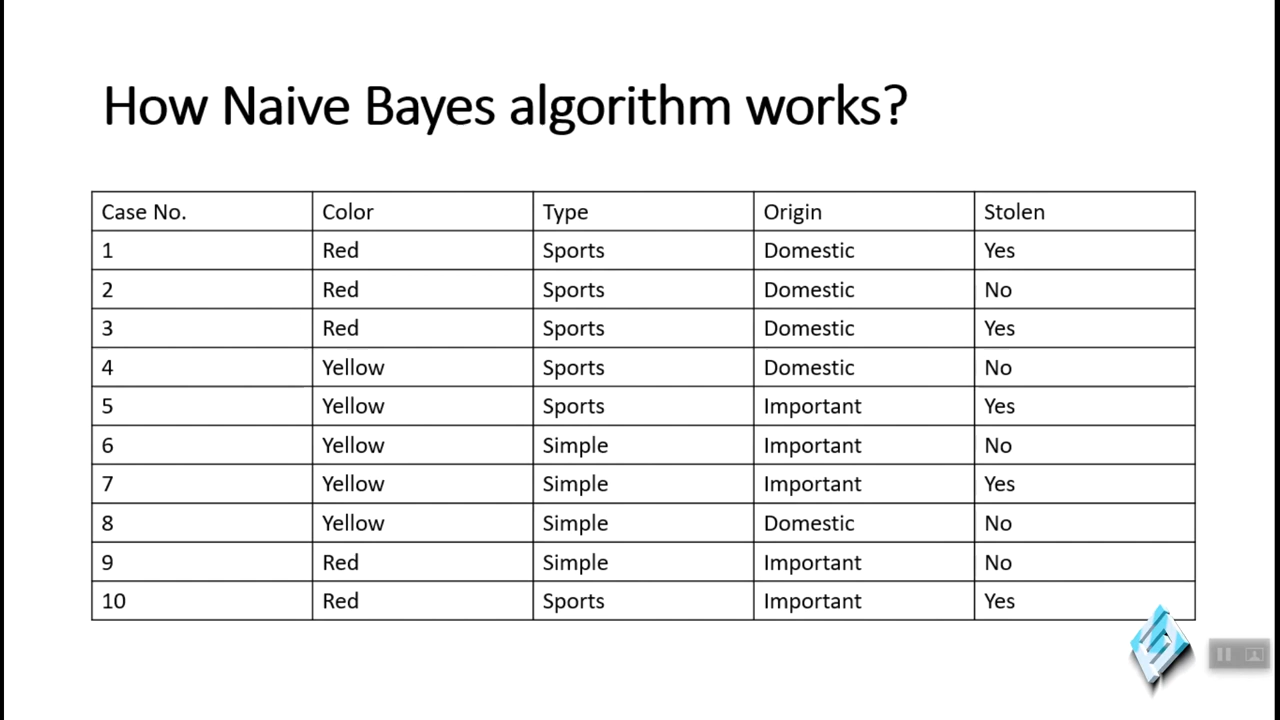 How Naive Bayes algorithm works?
Case No. Color Type Origin Stolen
1 Red Sports Domestic Yes
2 Red Sports Domestic No
3 Red Sports Domestic Yes
4 Yellow Sports Domestic No
5 Yellow Sports Important Yes
6 Yellow Simple Important No
7 Yellow Simple Important Yes
8 Yellow Simple Domestic No
9 Red Simple Important No
10 Red Sports Important Yes